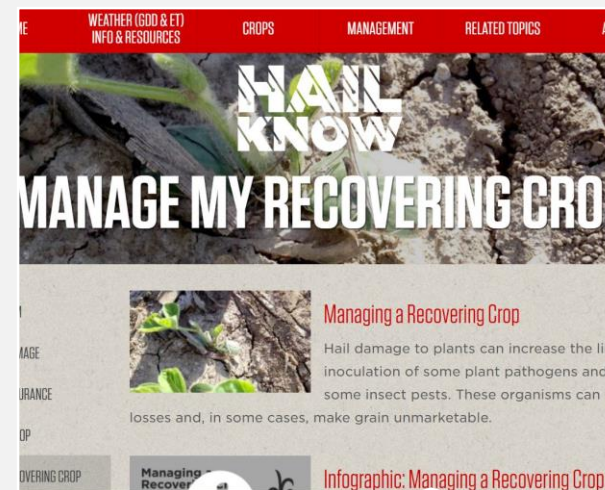 WEATHER (GDD & ET)
INFO & RESOURCES
CROPS
MANAGEMENT
RELATED TOPICS
HAIL
KNOW
MANAGE MY RECOVERING CRO
Managing a Recovering Crop
Hail damage to plants can increase the li
inoculation of some plant pathogens and
some insect pests. These organisms can
losses and, in some cases, make grain unmarketable.
MAGE
URANCE
OP
OVERING CROP
Managing a
Recoveri
Infographic: Managing a Recovering Crop